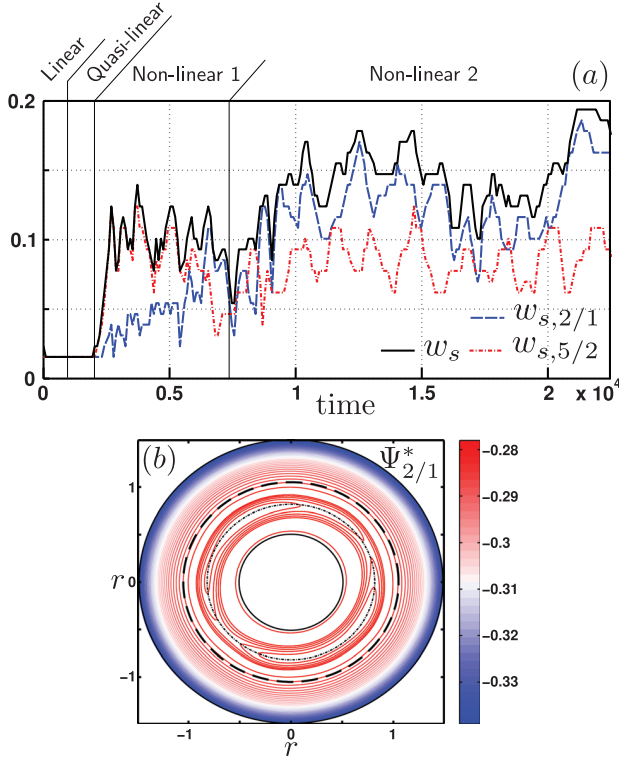 Linear
Quasi-linear
Non-linear 1
Non-linear 2
(a)
0.2
0.1
0
w_{s,2/1}
w_s
w_{s,5/2}
0
0.5
1
1.5
2
x 10^4
time
(b)
Ψ*_{2/1}
1
r 0
−1
−1
0
1
r
−0.28
−0.29
−0.3
−0.31
−0.32
−0.33